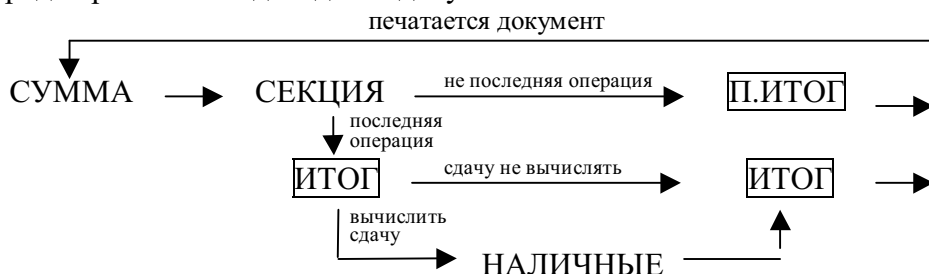 печатается документ
СУММА СЕКЦИЯ не последняя операция П.ИТОГ
последняя
операция
ИТОГ сдачу не вычислять ИТОГ
вычислить
сдачу
НАЛИЧНЫЕ